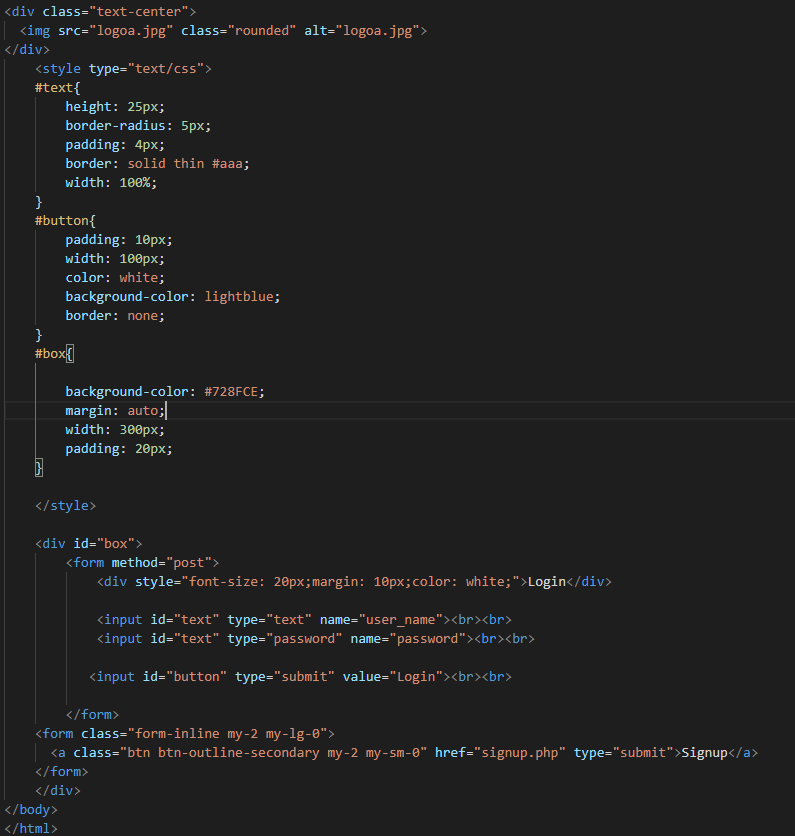 <div class="text-center">
  <img src="logoa.jpg" class="rounded" alt="logoa.jpg">
</div>
    <style type="text/css">
    #text{
        height: 25px;
        border-radius: 5px;
        padding: 4px;
        border: solid thin #aaa;
        width: 100%;
    }
    #button{
        padding: 10px;
        width: 100px;
        color: white;
        background-color: lightblue;
        border: none;
    }
    #box{

        background-color: #728FCE;
        margin: auto;
        width: 300px;
        padding: 20px;
    }

    </style>

    <div id="box">
        <form method="post">
            <div style="font-size: 20px;margin: 10px;color: white;">Login</div>

            <input id="text" type="text" name="user_name"><br><br>
            <input id="text" type="password" name="password"><br><br>

           <input id="button" type="submit" value="Login"><br><br>

        </form>
    <form class="form-inline my-2 my-lg-0">
      <a class="btn btn-outline-secondary my-2 my-sm-0" href="signup.php" type="submit">Signup</a>
    </form>
    </div>
</body>
</html>